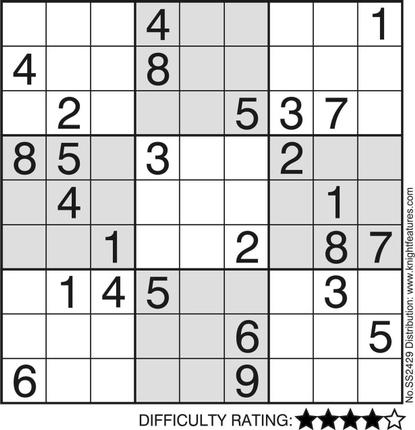 4 1
4 8
2 5 3 7
8 5 3 2
4 1
1 2 8 7
1 4 5 3
6 5
6 9
DIFFICULTY RATING: ★★★★☆
No.SS2429 Distribution: www.knightfeatures.com